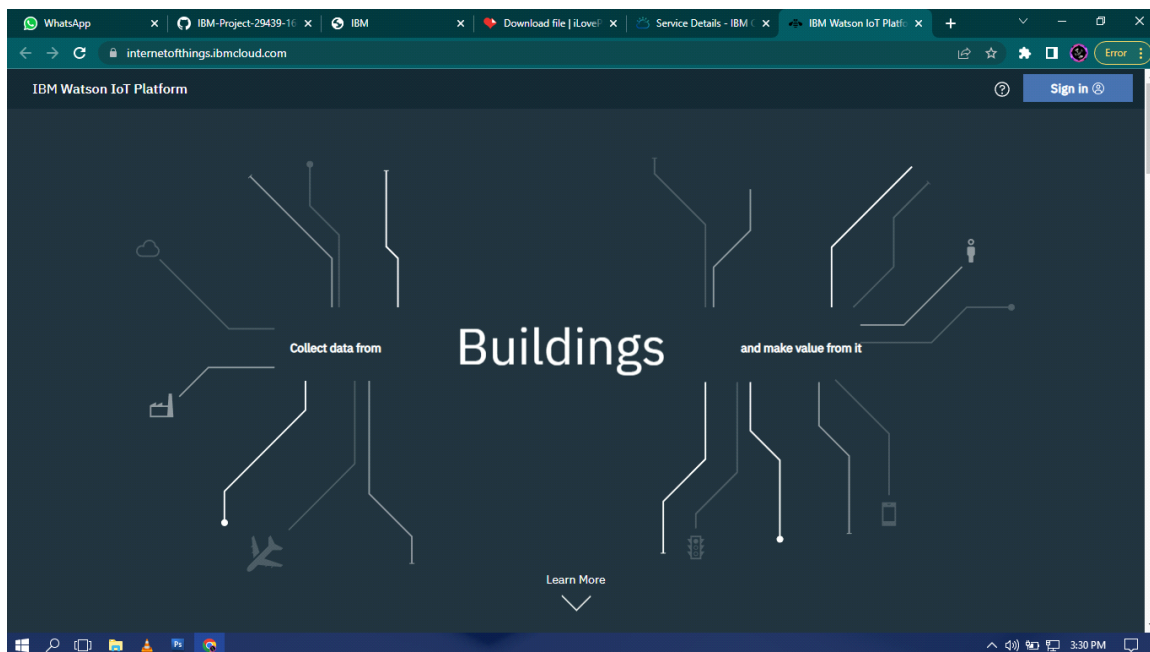 WhatsApp
IBM-Project-29439-16
IBM
Download file | iLoveP
Service Details - IBM C
IBM Watson IoT Platfo
internetofthings.ibmcloud.com
Error
IBM Watson IoT Platform
Sign in
Collect data from
Buildings
and make value from it
Learn More
Ps
3:30 PM